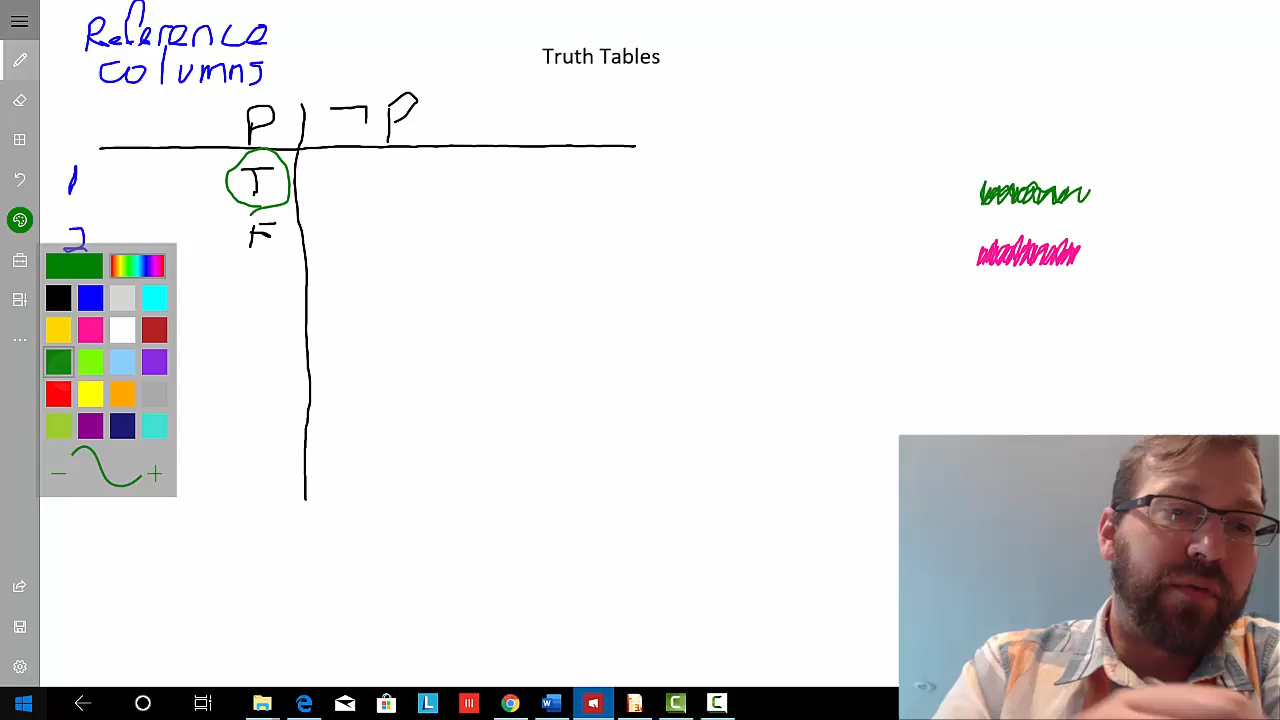 Reference
columns
Truth Tables
P ¬ P
1 T
2 F